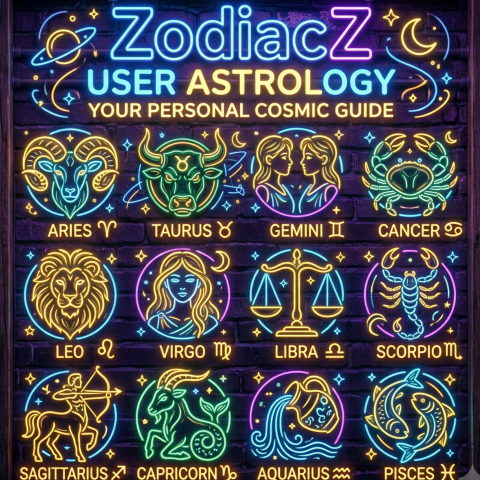 ZodiacZ
USER ASTROLOGY
YOUR PERSONAL COSMIC GUIDE
ARIES ♈︎ TAURUS ♉︎ GEMINI ♊︎ CANCER ♋︎
LEO ♌︎ VIRGO ♍︎ LIBRA ♎︎ SCORPIO ♏︎
SAGITTARIUS ♐︎ CAPRICORN ♑︎ AQUARIUS ♒︎ PISCES ♓︎